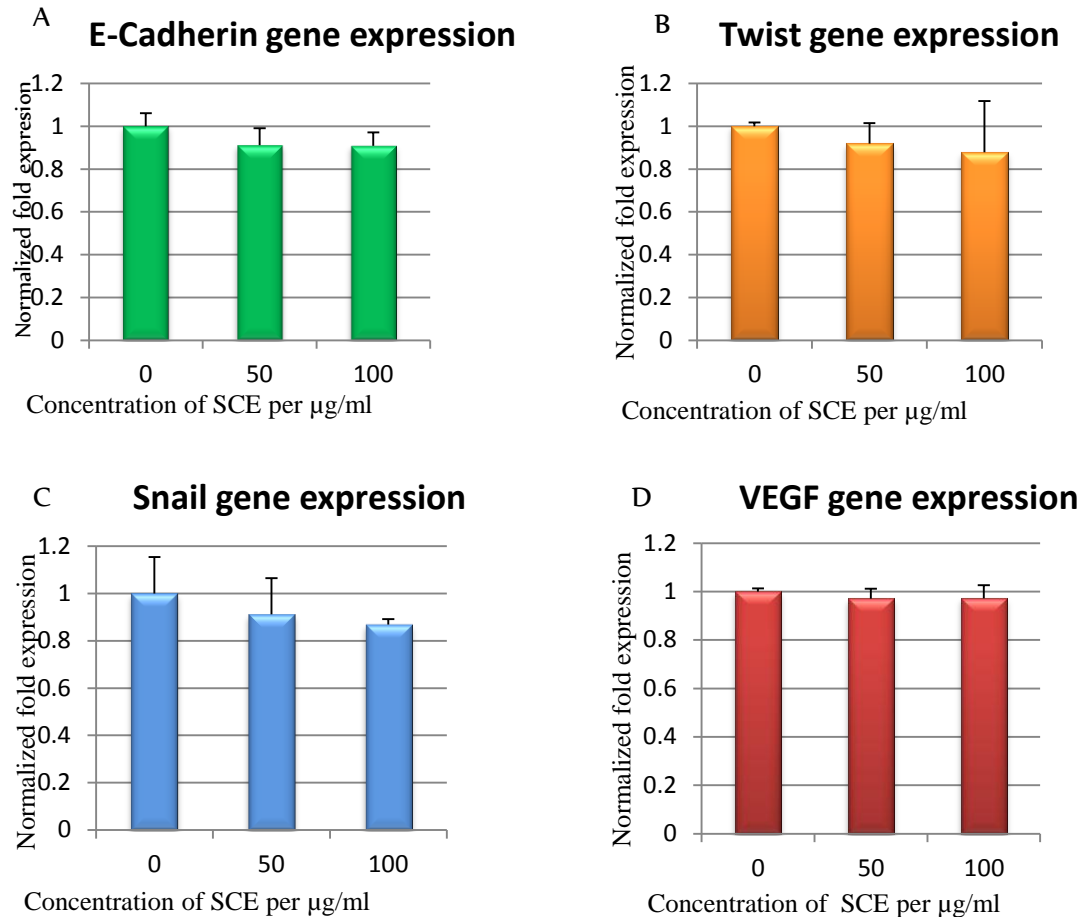 A
E-Cadherin gene expression
Normalized fold expresion
1.2
1
0.8
0.6
0.4
0.2
0
0 50 100
Concentration of SCE per µg/ml
B
Twist gene expression
Normalized fold expression
1.2
1
0.8
0.6
0.4
0.2
0
0 50 100
Concentration of SCE per µg/ml
C
Snail gene expression
Normalized fold expression
1.2
1
0.8
0.6
0.4
0.2
0
0 50 100
Concentration of SCE per µg/ml
D
VEGF gene expression
Normalized fold expression
1.2
1
0.8
0.6
0.4
0.2
0
0 50 100
Concentration of SCE per µg/ml